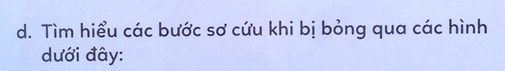 d. Tìm hiểu các bước sơ cứu khi bị bỏng qua các hình
dưới đây: